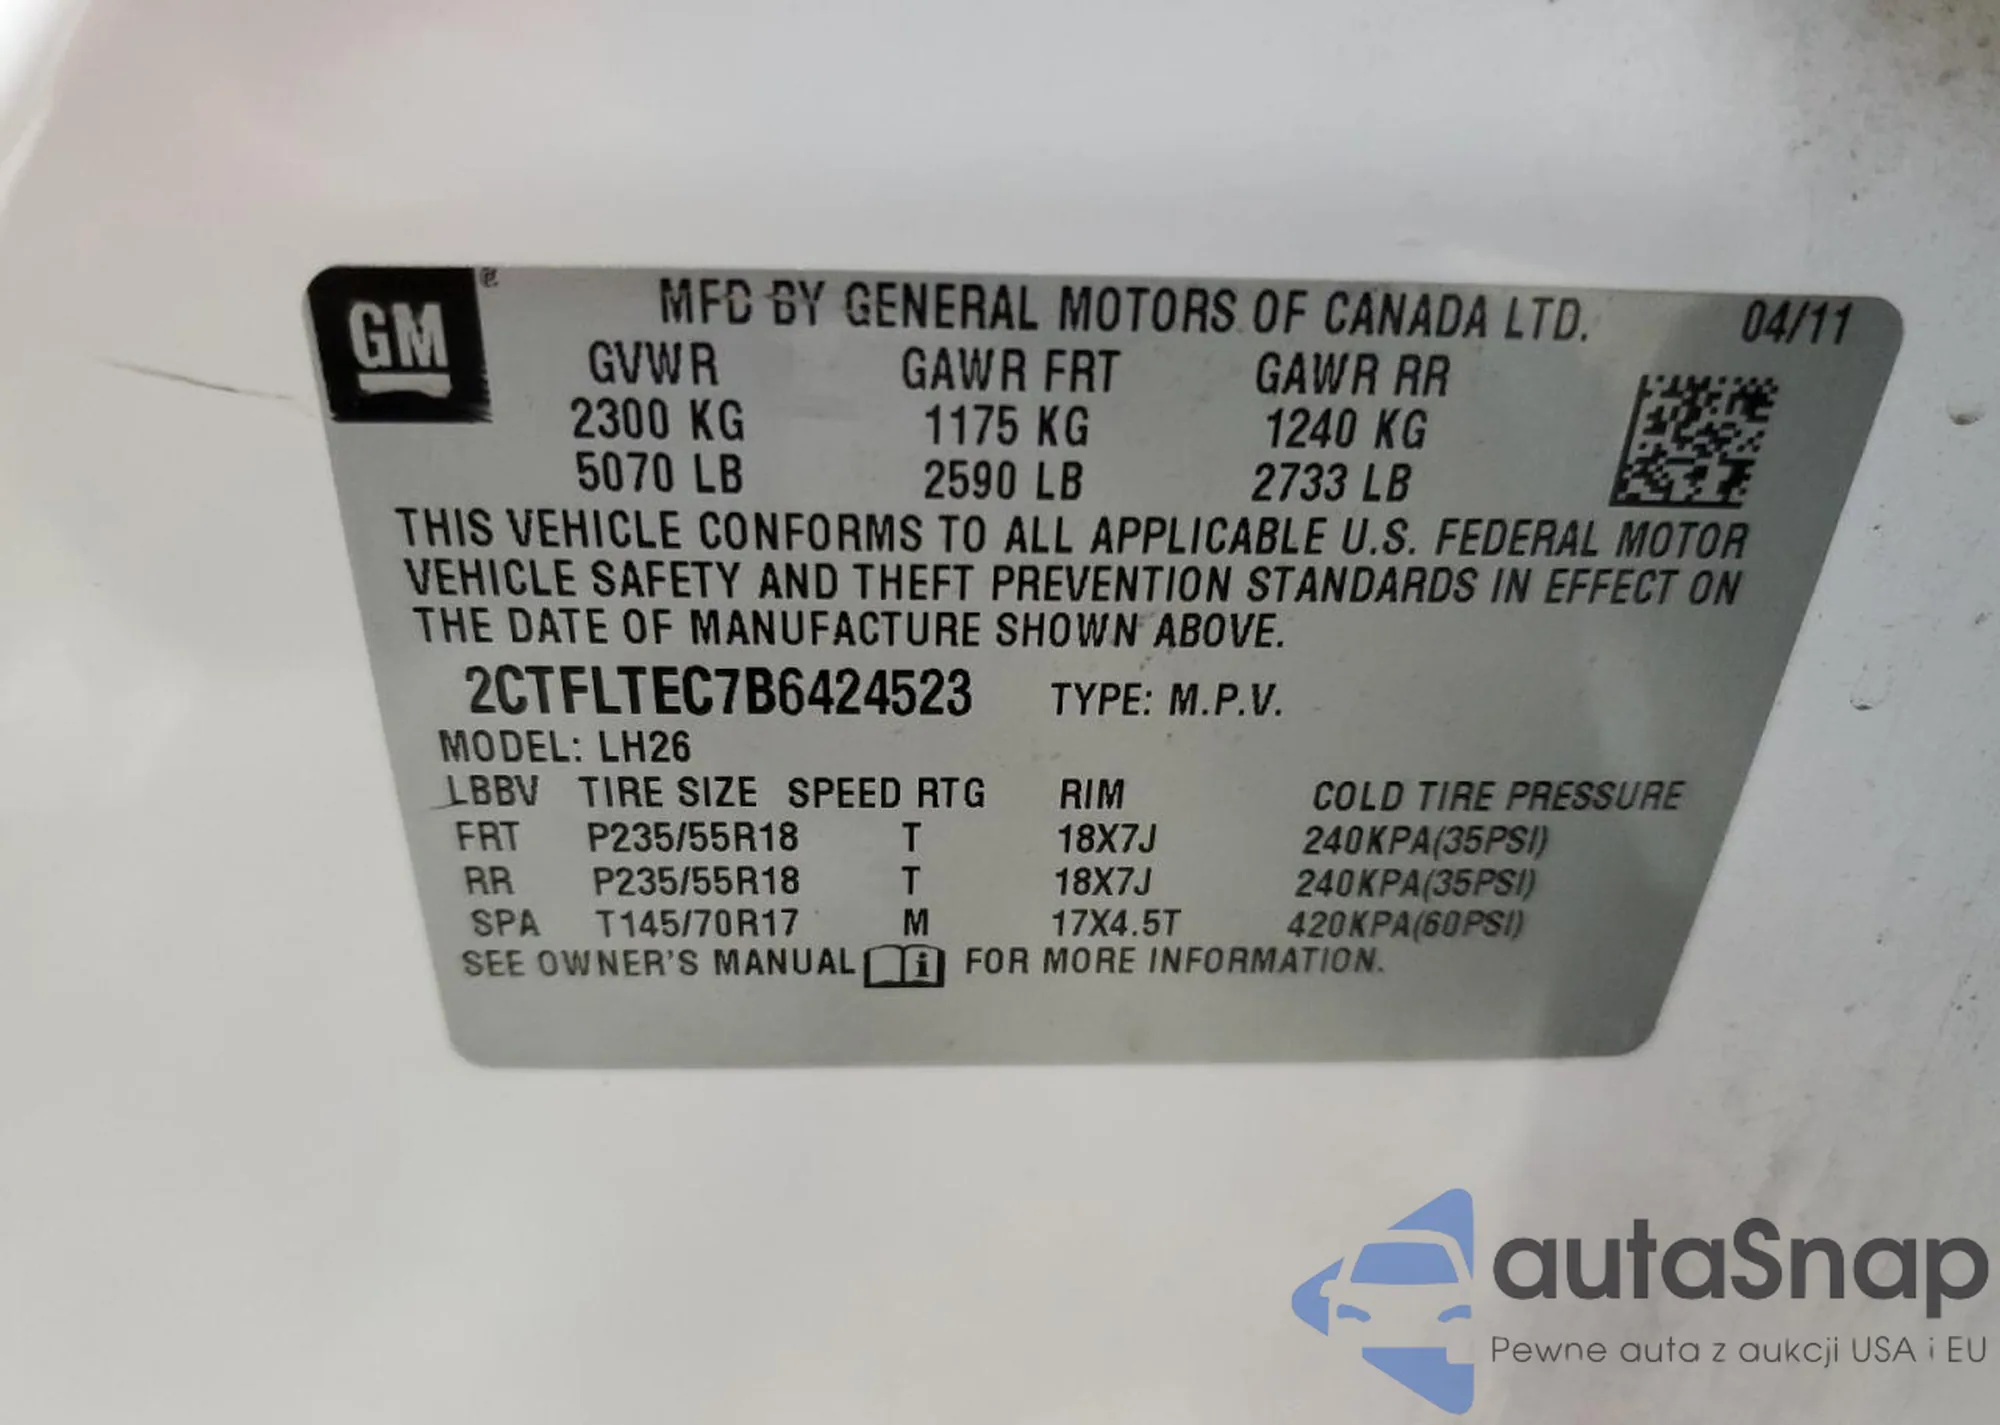 GM ®
MFD BY GENERAL MOTORS OF CANADA LTD. 04/11
GVWR GAWR FRT GAWR RR
2300 KG 1175 KG 1240 KG
5070 LB 2590 LB 2733 LB
THIS VEHICLE CONFORMS TO ALL APPLICABLE U.S. FEDERAL MOTOR
VEHICLE SAFETY AND THEFT PREVENTION STANDARDS IN EFFECT ON
THE DATE OF MANUFACTURE SHOWN ABOVE.
2CTFLTEC7B6424523 TYPE: M.P.V.
MODEL: LH26
LBBV TIRE SIZE SPEED RTG RIM COLD TIRE PRESSURE
FRT P235/55R18 T 18X7J 240KPA(35PSI)
RR P235/55R18 T 18X7J 240KPA(35PSI)
SPA T145/70R17 M 17X4.5T 420KPA(60PSI)
SEE OWNER'S MANUAL i FOR MORE INFORMATION.
autaSnap
Pewne auta z aukcji USA i EU